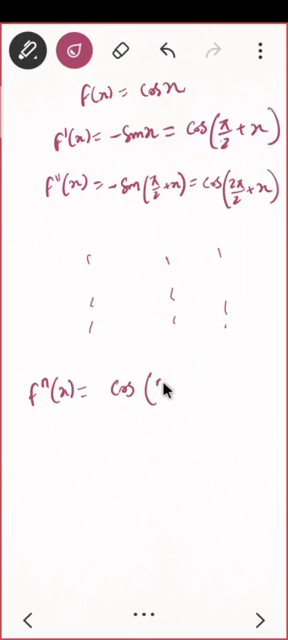 f(x) = cos x
f'(x) = -sin x = cos(π/2 + x)
f''(x) = -sin(π/2 + x) = cos(2π/2 + x)
fⁿ(x) = cos (